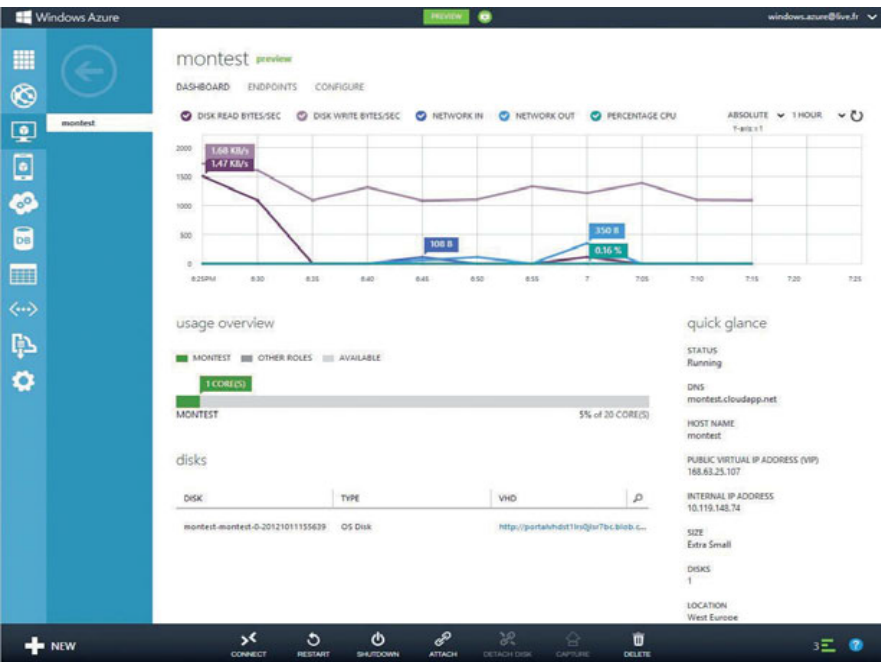 Windows Azure
PREVIEW
windows.azure@live.fr
montest preview
DASHBOARD ENDPOINTS CONFIGURE
montest
DISK READ BYTES/SEC DISK WRITE BYTES/SEC NETWORK IN NETWORK OUT PERCENTAGE CPU ABSOLUTE 1 HOUR
Y-axis:1
2000
1.68 KB/s
1.47 KB/s
1500
1000
500
350 B
108 B
0.16 %
0
8:25PM 8:30 8:35 8:40 8:45 8:50 8:55 7 7:05 7:10 7:15 7:20 7:25
usage overview
MONTEST OTHER ROLES AVAILABLE
1 CORE(S)
MONTEST 5% of 20 CORE(S)
disks
DISK TYPE VHD
montest-montest-0-20121011155639 OS Disk
quick glance
STATUS
Running
DNS
montest.cloudapp.net
HOST NAME
montest
PUBLIC VIRTUAL IP ADDRESS (VIP)
168.63.25.107
INTERNAL IP ADDRESS
10.119.148.74
SIZE
Extra Small
DISKS
1
LOCATION
West Europe
DB
NEW
CONNECT RESTART SHUTDOWN ATTACH DETACH DISK CAPTURE DELETE
3
?